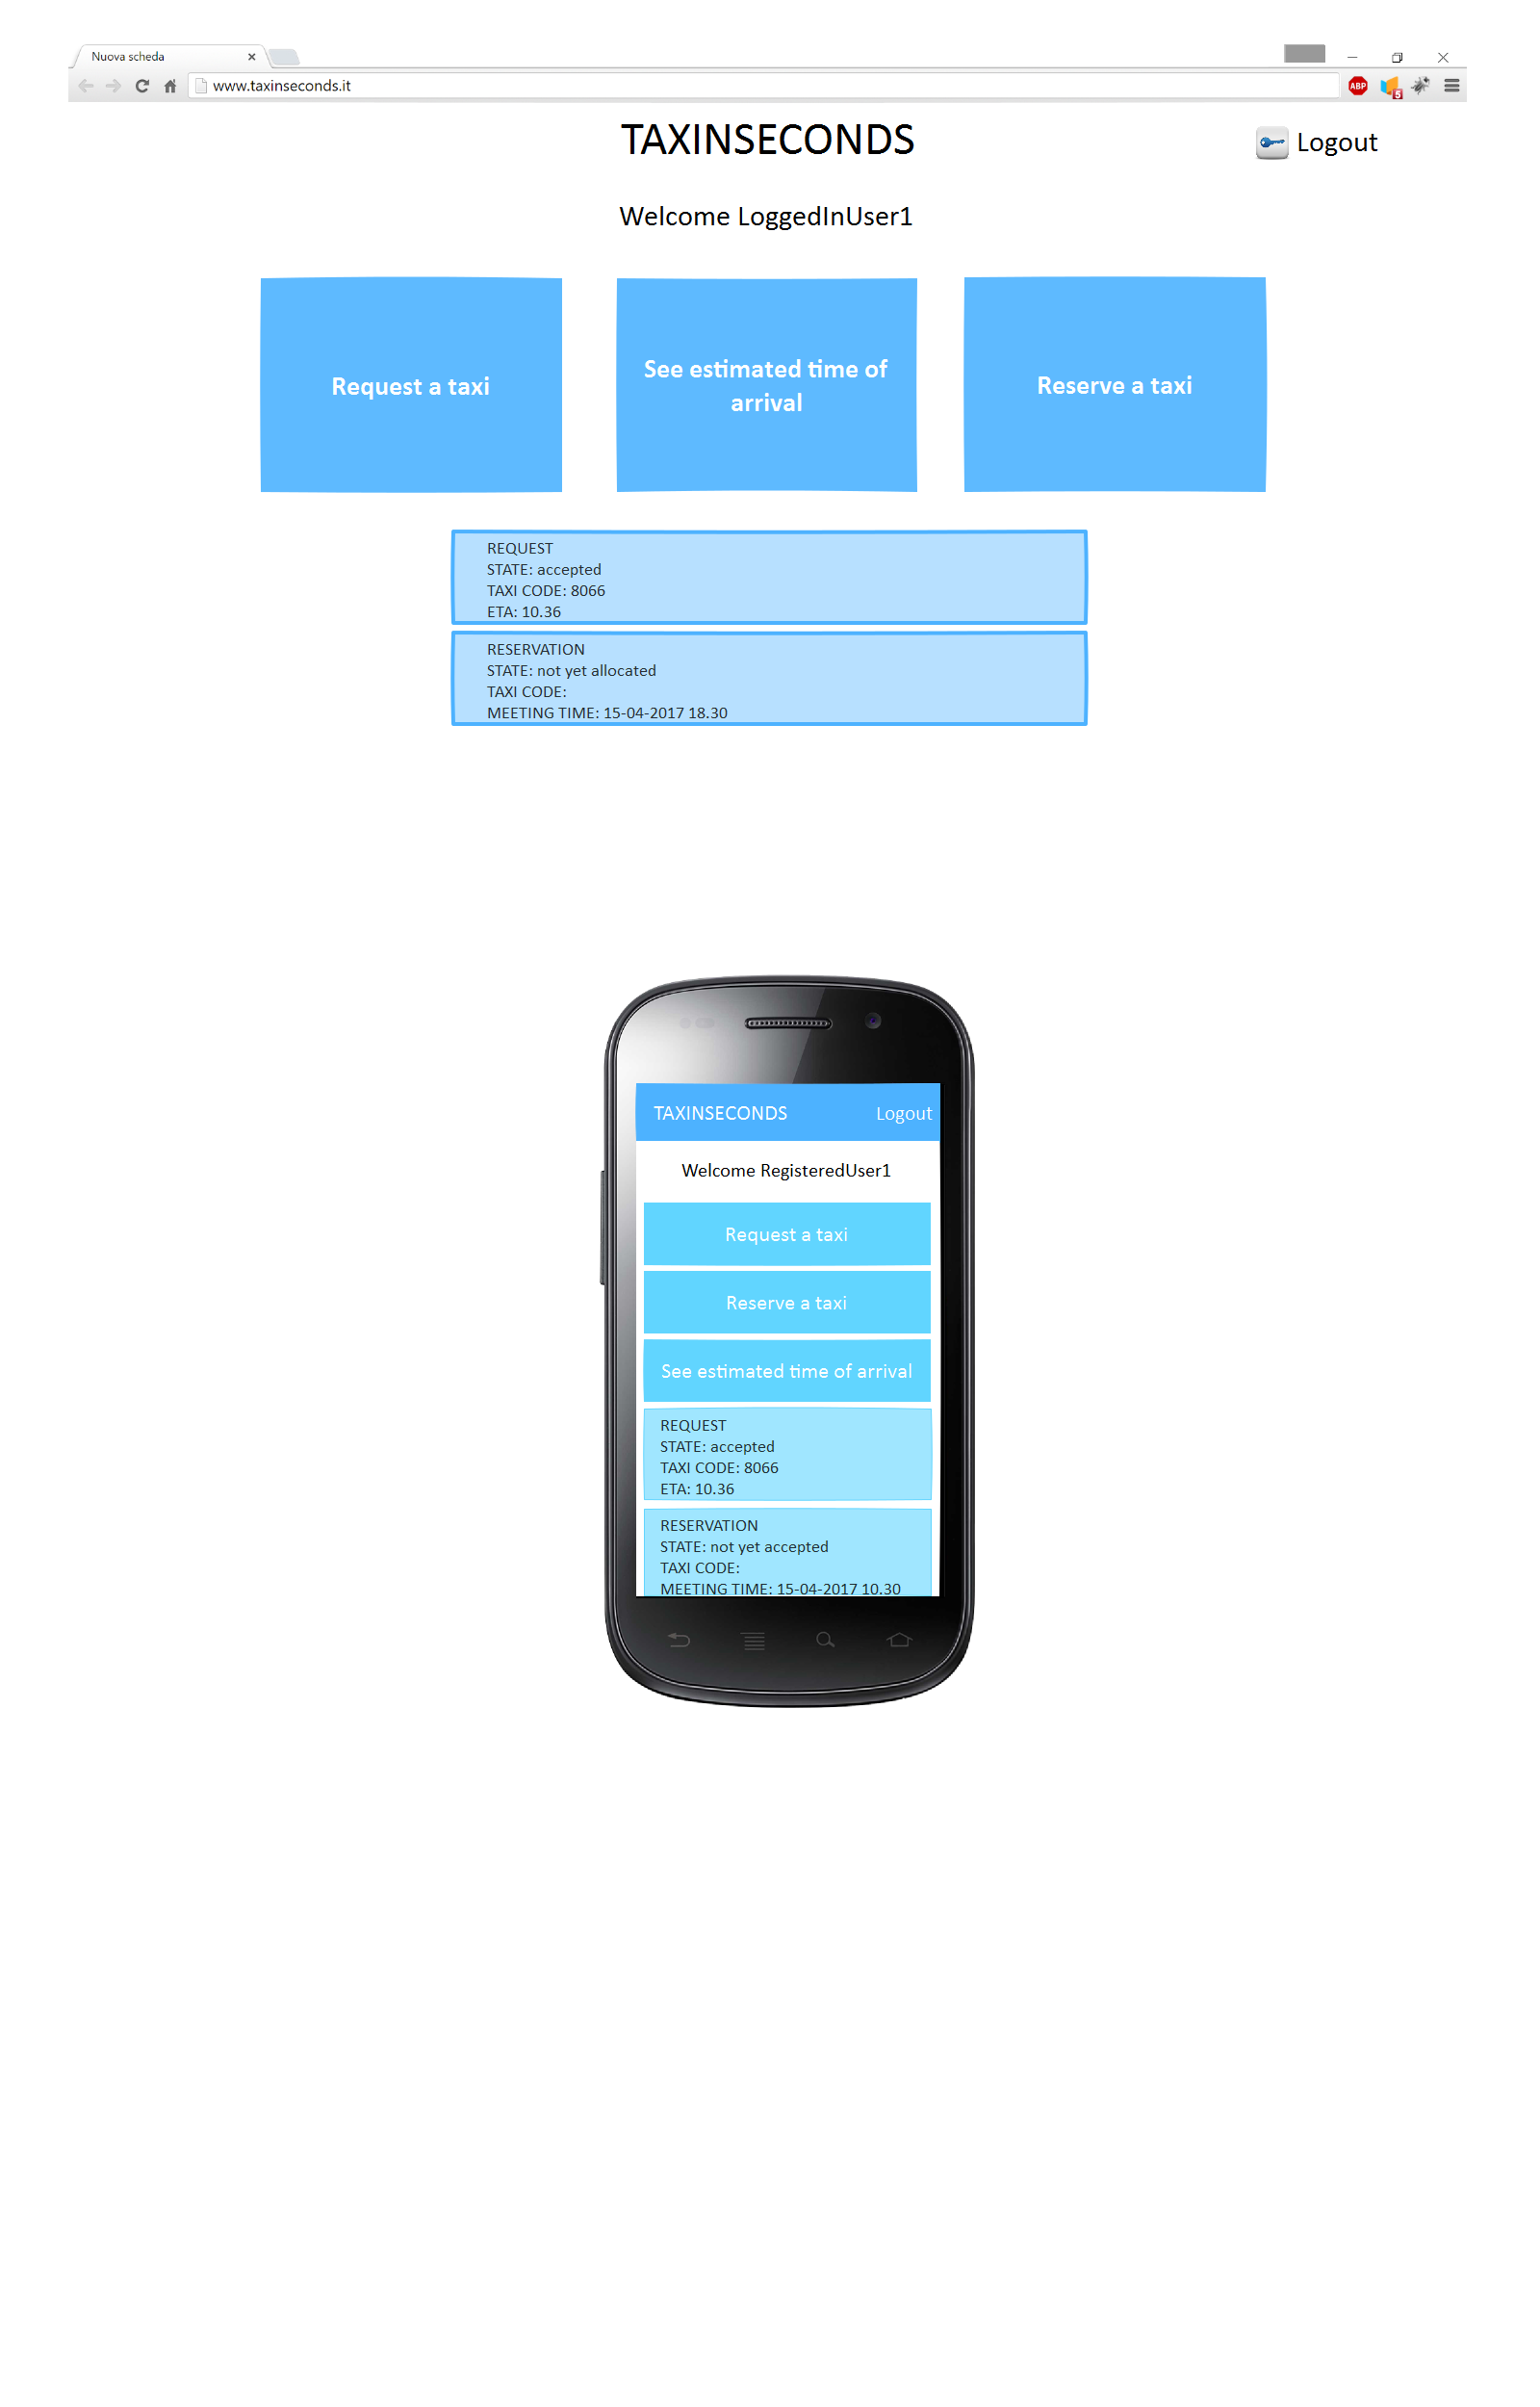 Nuova scheda
www.taxinseconds.it
ABP
5
TAXINSECONDS
Logout
Welcome LoggedInUser1
Request a taxi
See estimated time of
arrival
Reserve a taxi
REQUEST
STATE: accepted
TAXI CODE: 8066
ETA: 10.36
RESERVATION
STATE: not yet allocated
TAXI CODE:
MEETING TIME: 15-04-2017 18.30
TAXINSECONDS
Logout
Welcome RegisteredUser1
Request a taxi
Reserve a taxi
See estimated time of arrival
REQUEST
STATE: accepted
TAXI CODE: 8066
ETA: 10.36
RESERVATION
STATE: not yet accepted
TAXI CODE:
MEETING TIME: 15-04-2017 10.30